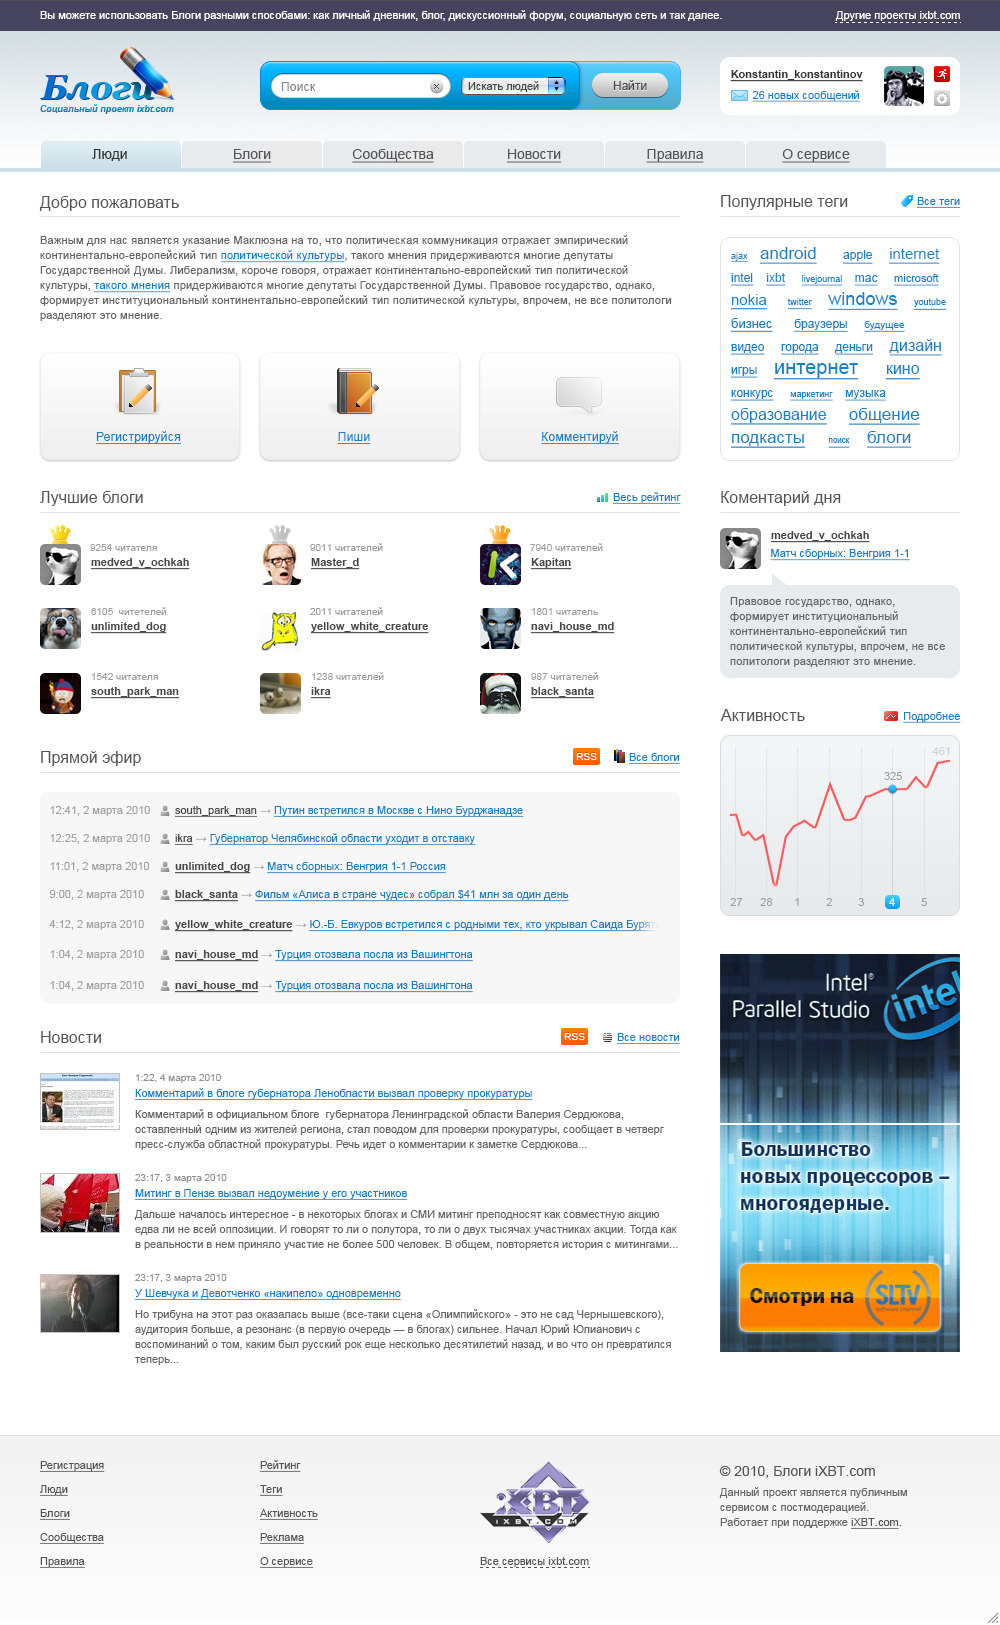 Вы можете использовать Блоги разными способами: как личный дневник, блог, дискуссионный форум, социальную сеть и так далее.
Другие проекты ixbt.com
Блоги
Социальный проект ixbt.com
Поиск
Искать людей
Найти
Konstantin_konstantinov
26 новых сообщений
Люди
Блоги
Сообщества
Новости
Правила
О сервисе
Добро пожаловать
Важным для нас является указание Маклюэна на то, что политическая коммуникация отражает эмпирический
континентально-европейский тип политической культуры, такого мнения придерживаются многие депутаты
Государственной Думы. Либерализм, короче говоря, отражает континентально-европейский тип политической
культуры, такого мнения придерживаются многие депутаты Государственной Думы. Правовое государство, однако,
формирует институциональный континентально-европейский тип политической культуры, впрочем, не все политологи
разделяют это мнение.
Регистрируйся
Пиши
Комментируй
Популярные теги
Все теги
ajax android apple internet
intel ixbt livejournal mac microsoft
nokia twitter windows youtube
бизнес браузеры будущее
видео города деньги дизайн
игры интернет кино
конкурс маркетинг музыка
образование общение
подкасты поиск блоги
Лучшие блоги
Весь рейтинг
9254 читателя
medved_v_ochkah
9011 читателей
Master_d
7940 читателей
Kapitan
6105 читетелей
unlimited_dog
2011 читателей
yellow_white_creature
1801 читатель
navi_house_md
1542 читателя
south_park_man
1238 читателей
ikra
987 читателей
black_santa
Коментарий дня
medved_v_ochkah
Матч сборных: Венгрия 1-1
Правовое государство, однако,
формирует институциональный
континентально-европейский тип
политической культуры, впрочем, не все
политологи разделяют это мнение.
Активность
Подробнее
461
325
27 28 1 2 3 4 5
Прямой эфир
RSS
Все блоги
12:41, 2 марта 2010 south_park_man → Путин встретился в Москве с Нино Бурджанадзе
12:25, 2 марта 2010 ikra → Губернатор Челябинской области уходит в отставку
11:01, 2 марта 2010 unlimited_dog → Матч сборных: Венгрия 1-1 Россия
9:00, 2 марта 2010 black_santa → Фильм «Алиса в стране чудес» собрал $41 млн за один день
4:12, 2 марта 2010 yellow_white_creature → Ю.-Б. Евкуров встретился с родными тех, кто укрывал Саида Бурят
1:04, 2 марта 2010 navi_house_md → Турция отозвала посла из Вашингтона
1:04, 2 марта 2010 navi_house_md → Турция отозвала посла из Вашингтона
Новости
RSS
Все новости
1:22, 4 марта 2010
Комментарий в блоге губернатора Ленобласти вызвал проверку прокуратуры
Комментарий в официальном блоге губернатора Ленинградской области Валерия Сердюкова,
оставленный одним из жителей региона, стал поводом для проверки прокуратуры, сообщает в четверг
пресс-служба областной прокуратуры. Речь идет о комментарии к заметке Сердюкова...
23:17, 3 марта 2010
Митинг в Пензе вызвал недоумение у его участников
Дальше началось интересное - в некоторых блогах и СМИ митинг преподносят как совместную акцию
едва ли не всей оппозиции. И говорят то ли о полутора, то ли о двух тысячах участниках акции. Тогда как
в реальности в нем приняло участие не более 500 человек. В общем, повторяется история с митингами...
23:17, 3 марта 2010
У Шевчука и Девотченко «накипело» одновременно
Но трибуна на этот раз оказалась выше (все-таки сцена «Олимпийского» - это не сад Чернышевского),
аудитория больше, а резонанс (в первую очередь — в блогах) сильнее. Начал Юрий Юлианович с
воспоминаний о том, каким был русский рок еще несколько десятилетий назад, и во что он превратился
теперь...
Intel®
Parallel Studio
intel
Большинство
новых процессоров –
многоядерные.
Смотри на
SLTV
software channel
Регистрация
Люди
Блоги
Сообщества
Правила
Рейтинг
Теги
Активность
Реклама
О сервисе
iXBT
IXBT.COM
Все сервисы ixbt.com
© 2010, Блоги iXBT.com
Данный проект является публичным
сервисом с постмодерацией.
Работает при поддержке iXBT.com.